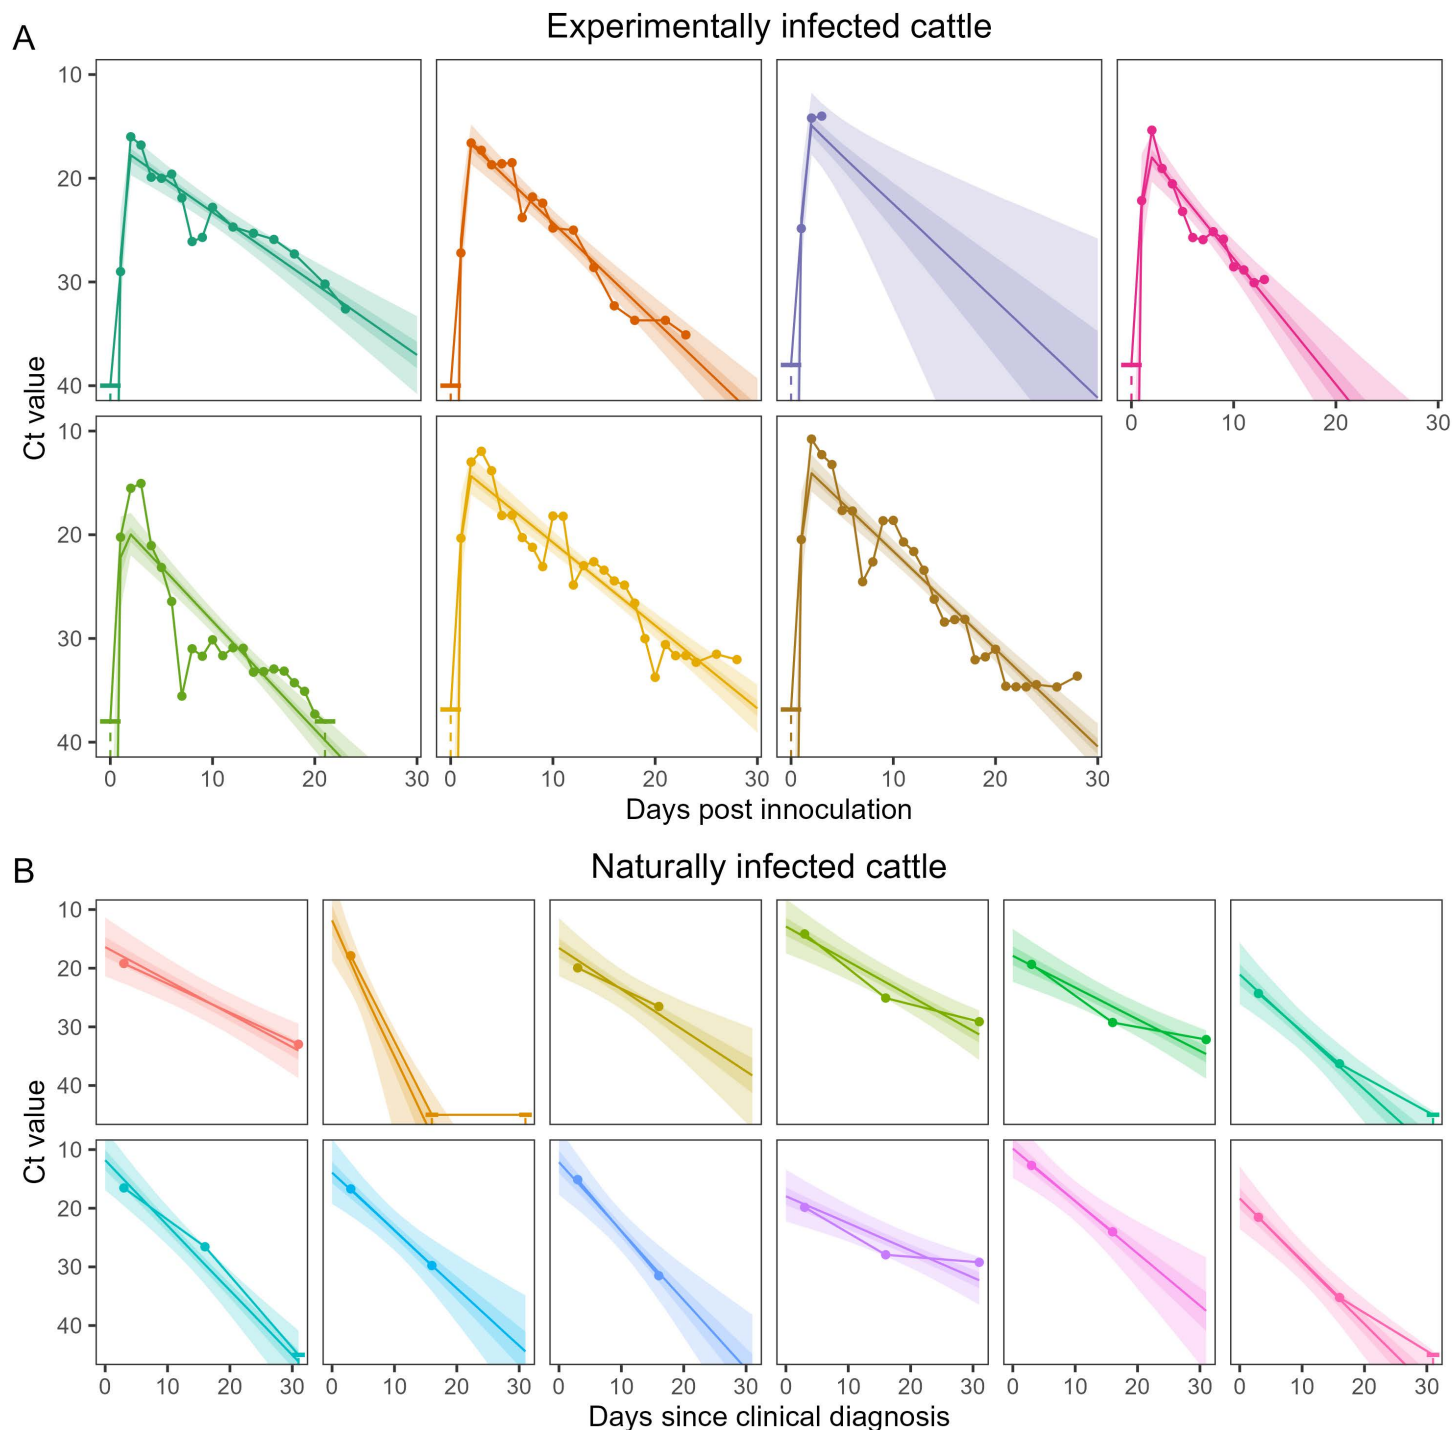 A
Experimentally infected cattle
10
20
30
40
0 10 20 30
10
20
30
40
0 10 20 30 0 10 20 30 0 10 20 30
Ct value
Days post innoculation
B
Naturally infected cattle
10
20
30
40
10
20
30
40
Ct value
0 10 20 30 0 10 20 30 0 10 20 30 0 10 20 30 0 10 20 30 0 10 20 30
Days since clinical diagnosis